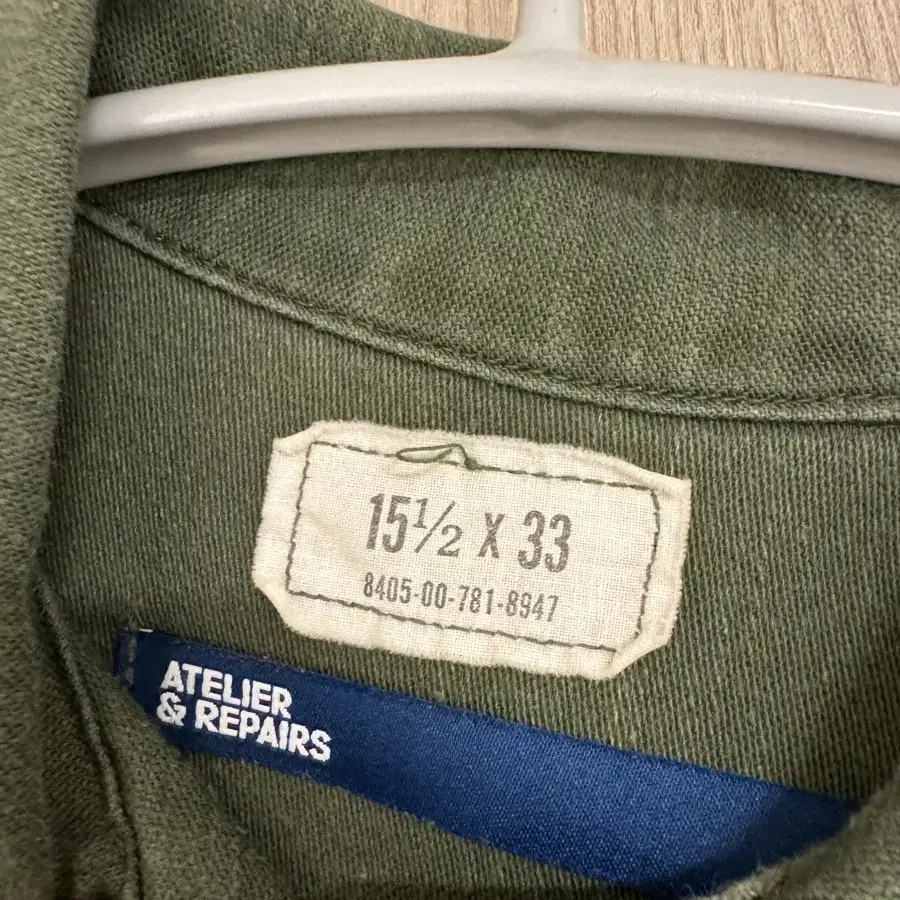 15½ X 33
8405-00-781-8947
ATELIER
& REPAIRS